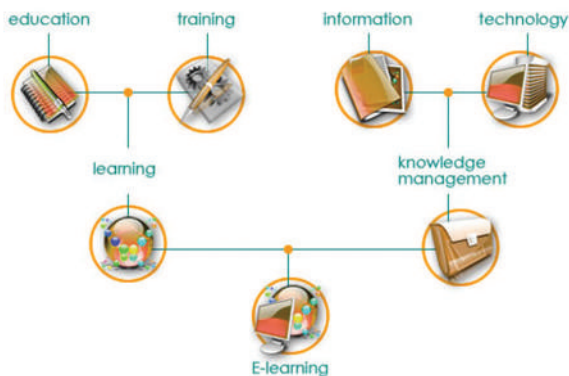 education
training
information
technology
learning
knowledge
management
E-learning